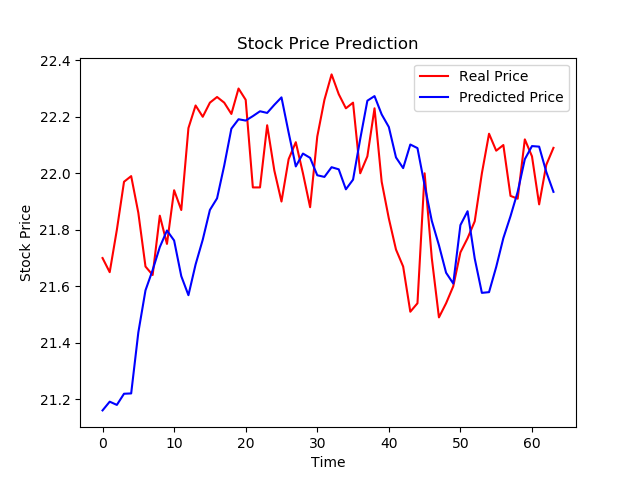 Stock Price Prediction
Real Price
Predicted Price
22.4
22.2
22.0
21.8
21.6
21.4
21.2
Stock Price
0 10 20 30 40 50 60
Time